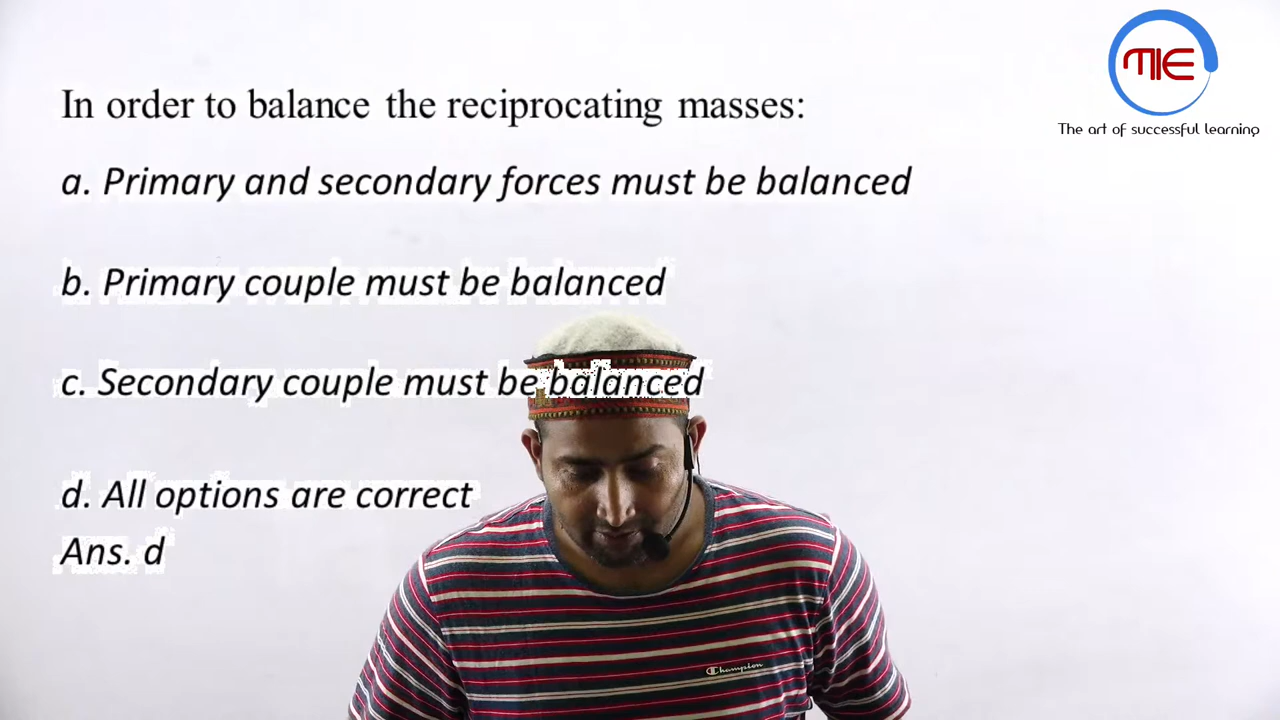 MIE
The art of successful learning
In order to balance the reciprocating masses:
a. Primary and secondary forces must be balanced
b. Primary couple must be balanced
c. Secondary couple must be balanced
d. All options are correct
Ans. d
Champion